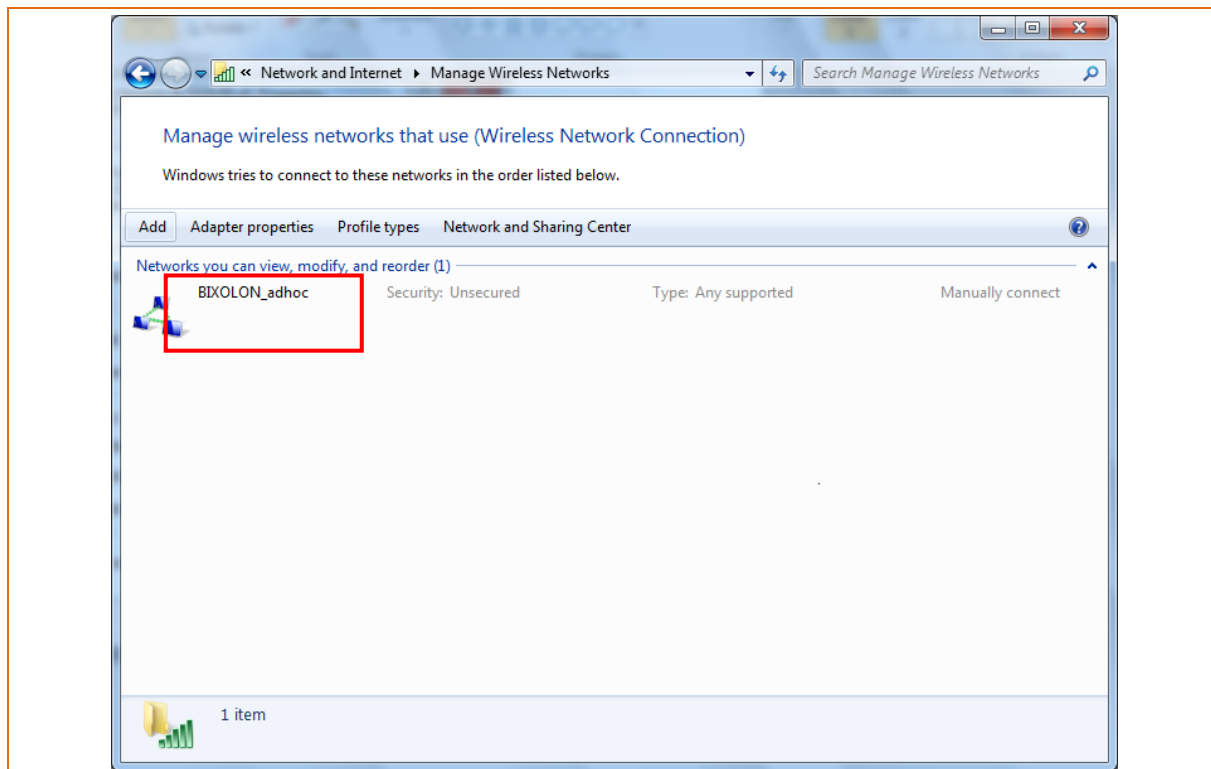 « Network and Internet ▸ Manage Wireless Networks Search Manage Wireless Networks
Manage wireless networks that use (Wireless Network Connection)
Windows tries to connect to these networks in the order listed below.
Add Adapter properties Profile types Network and Sharing Center
Networks you can view, modify, and reorder (1)
BIXOLON_adhoc Security: Unsecured Type: Any supported Manually connect
1 item